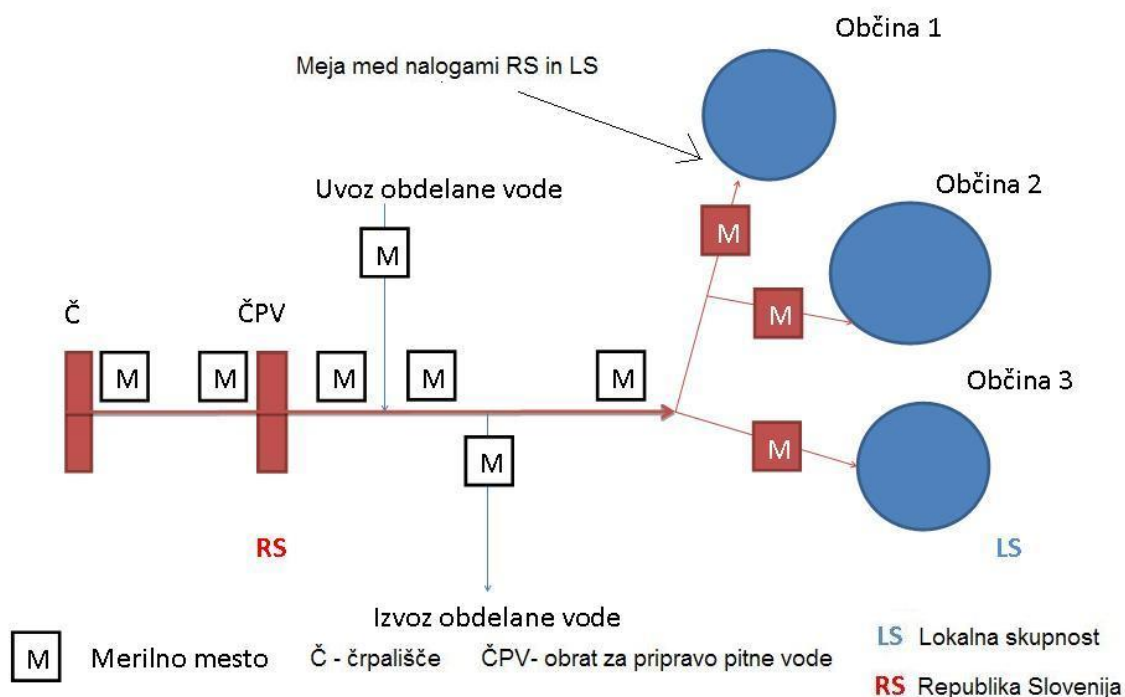 Občina 1
Meja med nalogami RS in LS
Občina 2
M
Uvoz obdelane vode
M
M
Č
ČPV
M
M
M
M
M
Občina 3
M
M
RS
LS
Izvoz obdelane vode
M
Merilno mesto
Č - črpališče
ČPV- obrat za pripravo pitne vode
LS Lokalna skupnost
RS Republika Slovenija